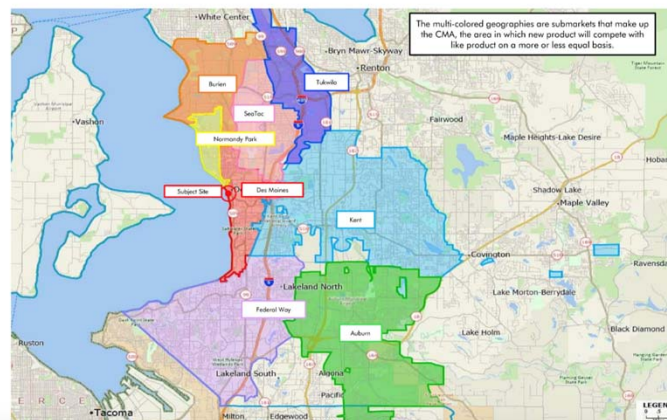 The multi-colored geographies are submarkets that make up
the CMA, the area in which new product will compete with
like product on a more or less equal basis.
White Center
Bryn Mawr-Skyway
Renton
Burien
Tukwila
SeaTac
Vashon
Fairwood
Normandy Park
Maple Heights-Lake Desire
Hoba
Subject Site
Des Moines
Shadow Lake
Maple Valley
Kent
Covington
Ravensda
Lakeland North
Lake Morton-Berrydale
Federal Way
Auburn
Lake Holm
Black Diamond
Ruston
Lakeland South
Algona
Pacific
Tacoma
Milton
Edgewood
LEGEN